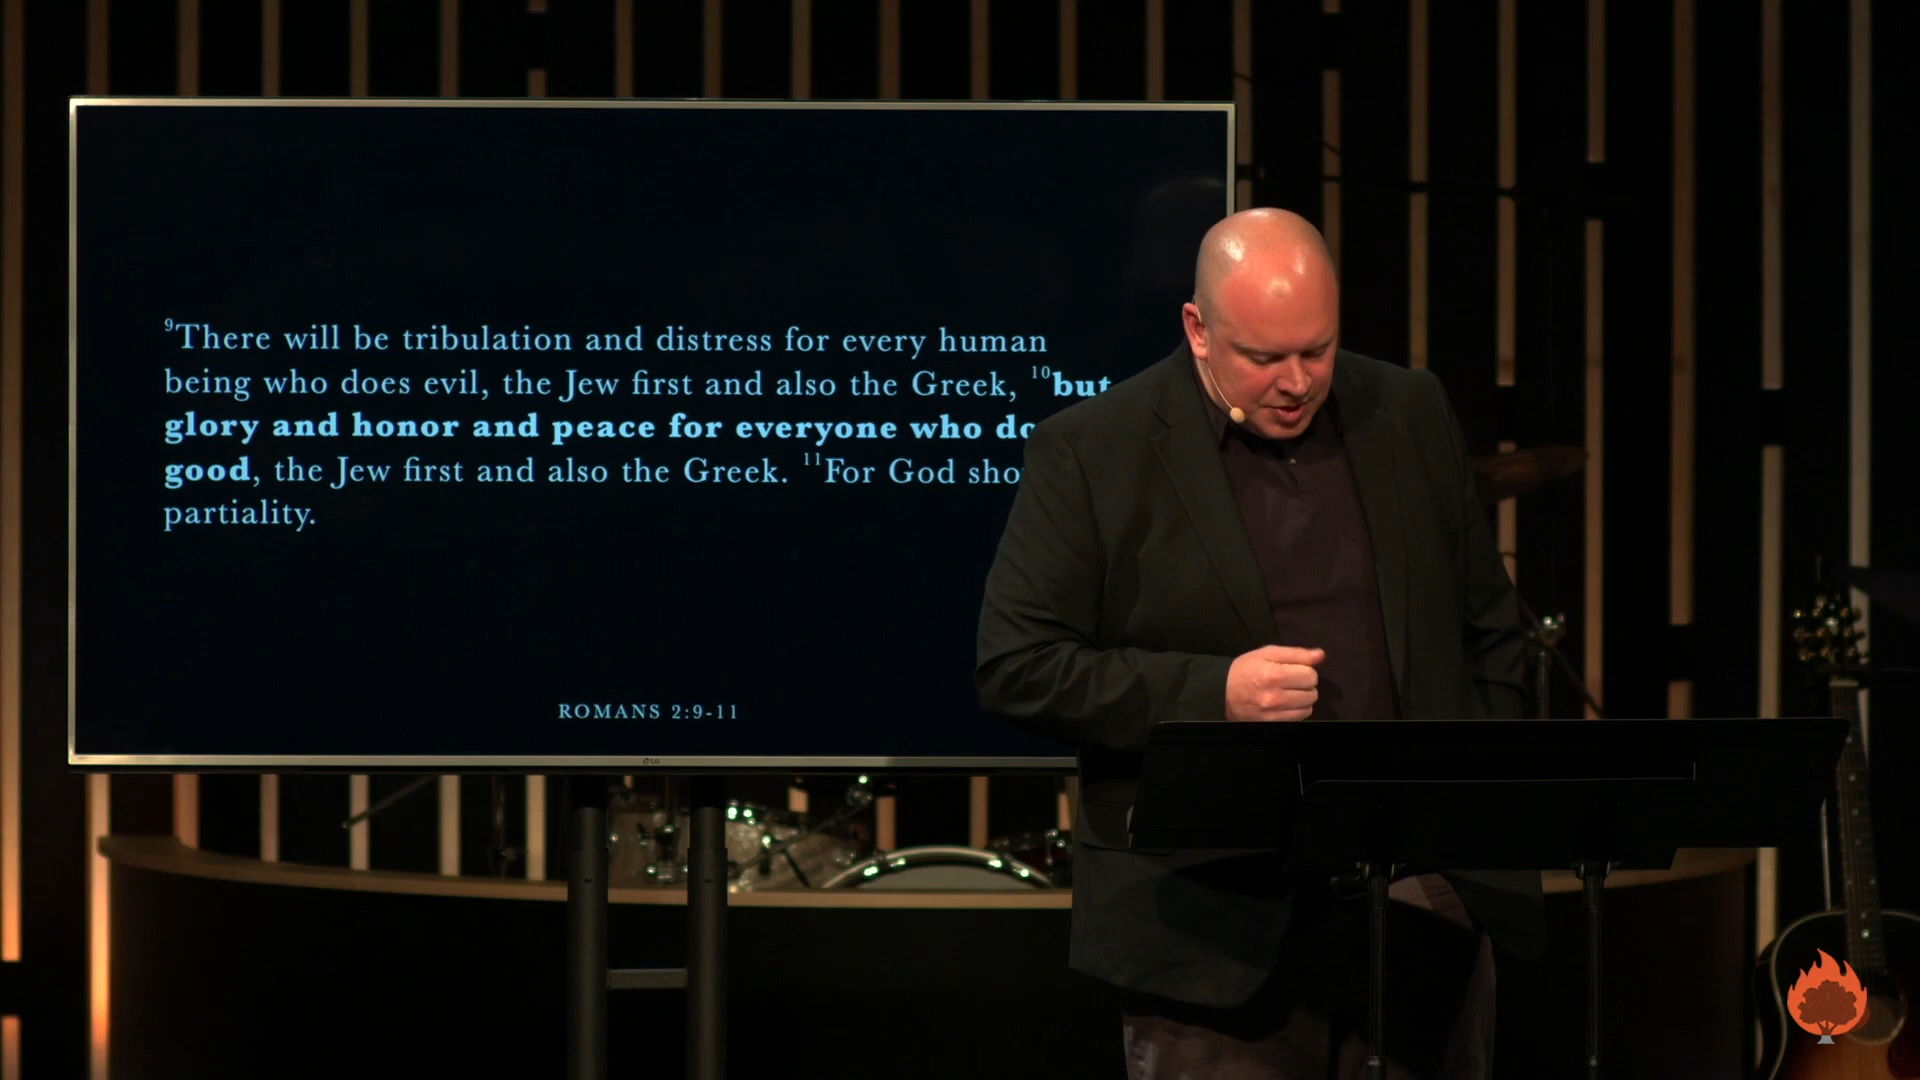 ⁹There will be tribulation and distress for every human
being who does evil, the Jew first and also the Greek, ¹⁰but
glory and honor and peace for everyone who
good, the Jew first and also the Greek. ¹¹For God
partiality.
ROMANS 2:9-11
LG